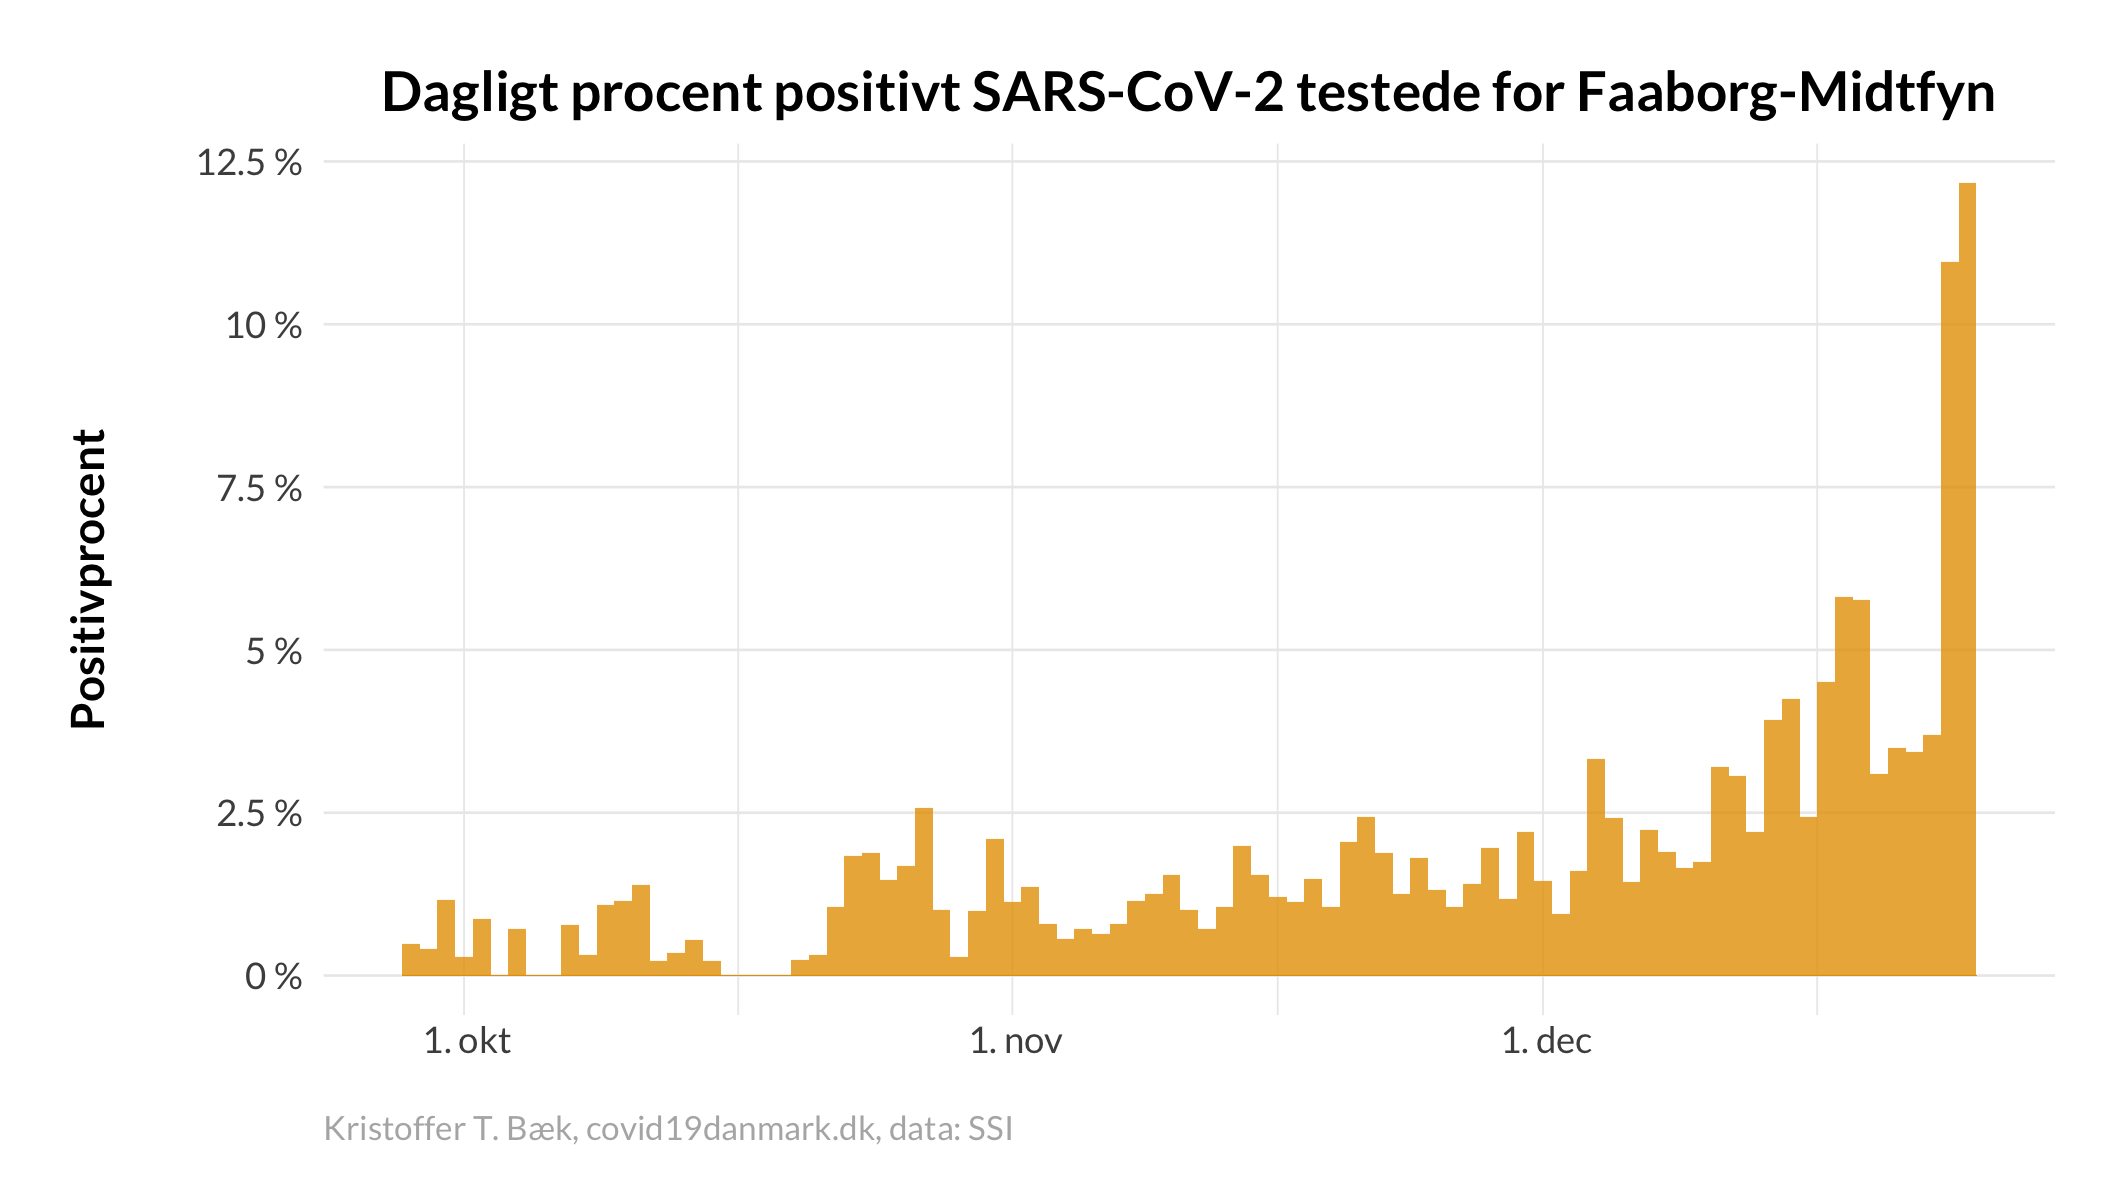 Dagligt procent positivt SARS-CoV-2 testede for Faaborg-Midtfyn
12.5 %
10 %
7.5 %
5 %
2.5 %
0 %
Positivprocent
1. okt
1. nov
1. dec
Kristoffer T. Bæk, covid19danmark.dk, data: SSI